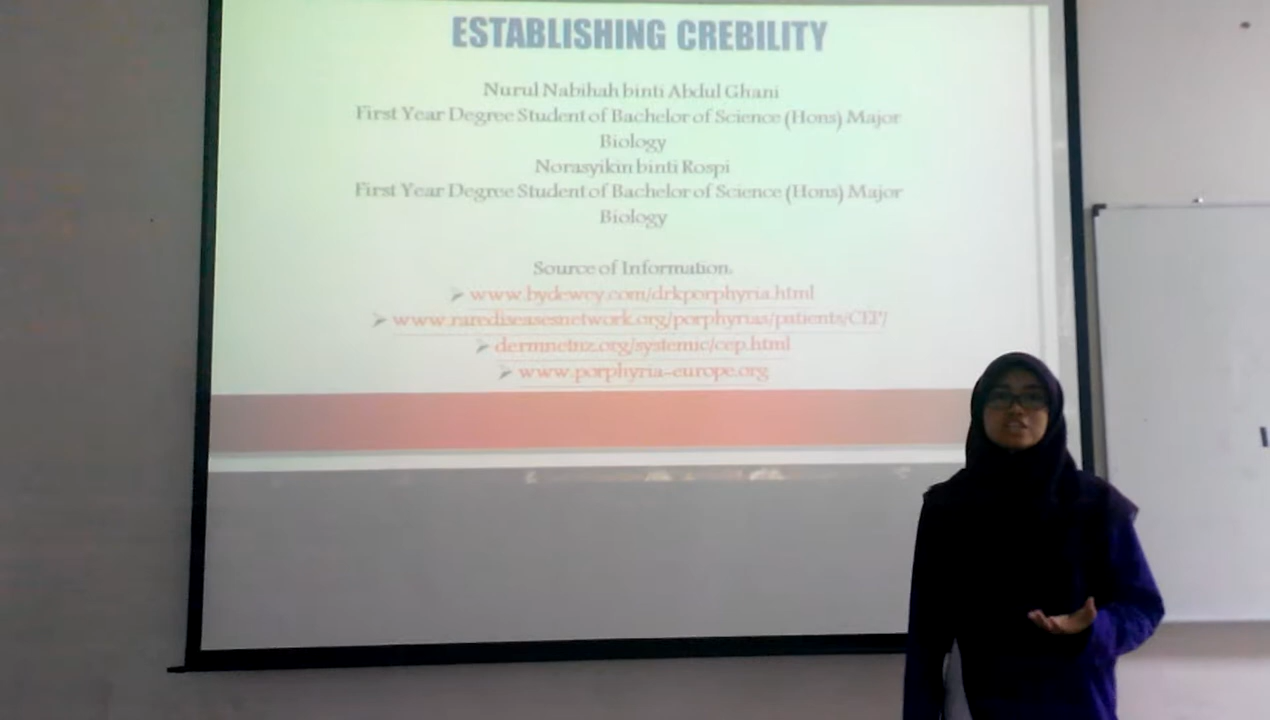 ESTABLISHING CREBILITY
Nurul Nabihah binti Abdul Ghani
First Year Degree Student of Bachelor of Science (Hons) Major
Biology
Norasyikin binti Rospi
First Year Degree Student of Bachelor of Science (Hons) Major
Biology
Source of Information.
www.bydewey.com/drkporphyria.html
www.rarediseasesnetwork.org/porphyrias/patients/CEP/
dermnetnz.org/systemic/cep.html
www.porphyria-europe.org